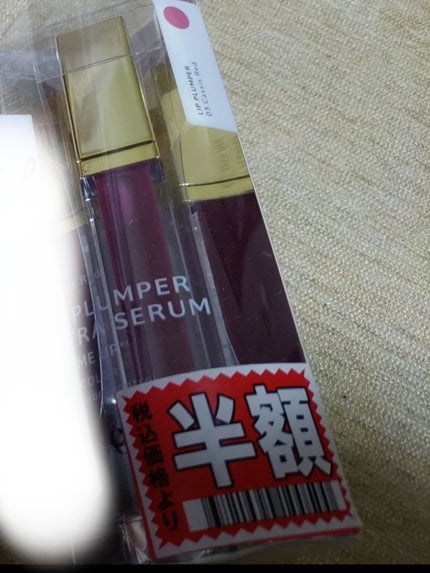 LIP PLUMPER
03 Cassis Red
PLUMPER
RA SERUM
税込価格より
半額